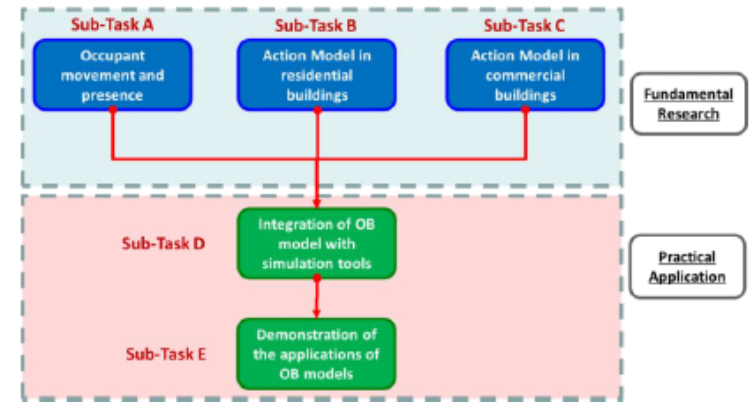 Sub-Task A
Sub-Task B
Sub-Task C
Occupant
movement and
presence
Action Model in
residential
buildings
Action Model in
commercial
buildings
Fundamental
Research
Sub-Task D
Integration of OB
model with
simulation tools
Practical
Application
Sub-Task E
Demonstration of
the applications of
OB models